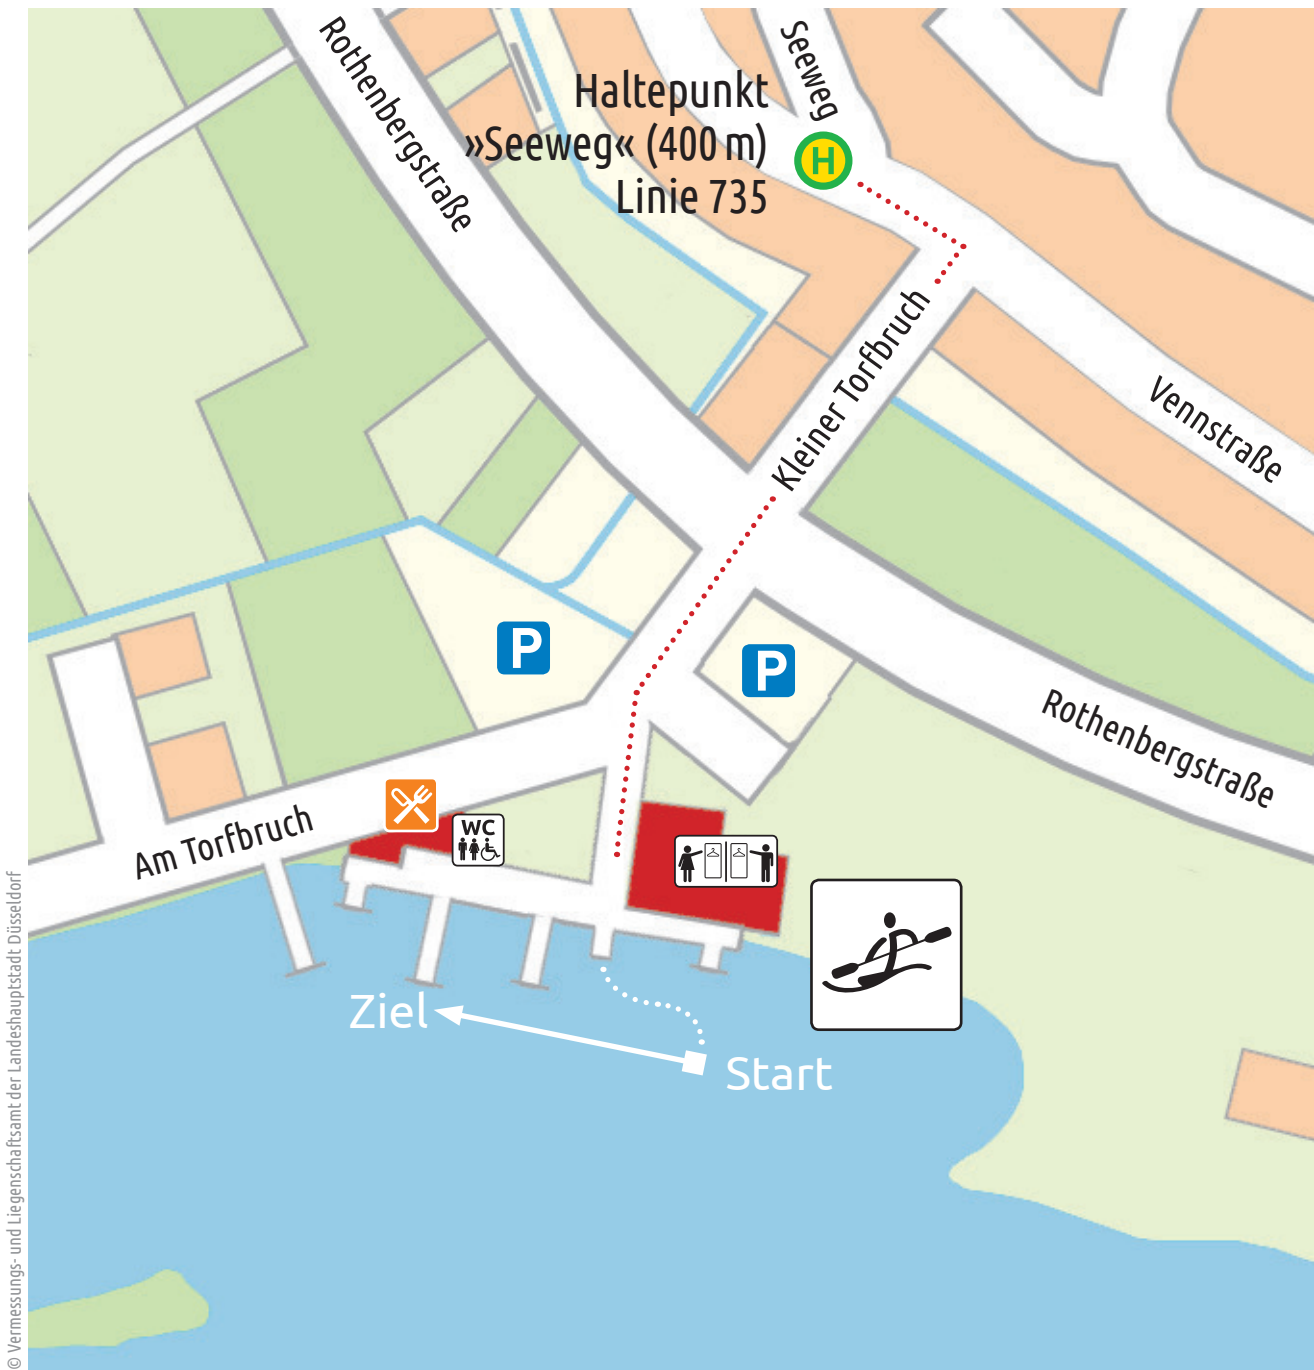 Rothenbergstraße
Seeweg
Haltepunkt
»Seeweg« (400 m)
Linie 735
H
Kleiner Torfbruch
Vennstraße
P
P
Rothenbergstraße
Am Torfbruch
WC
Ziel
Start
© Vermessungs- und Liegenschaftsamt der Landeshauptstadt Düsseldorf